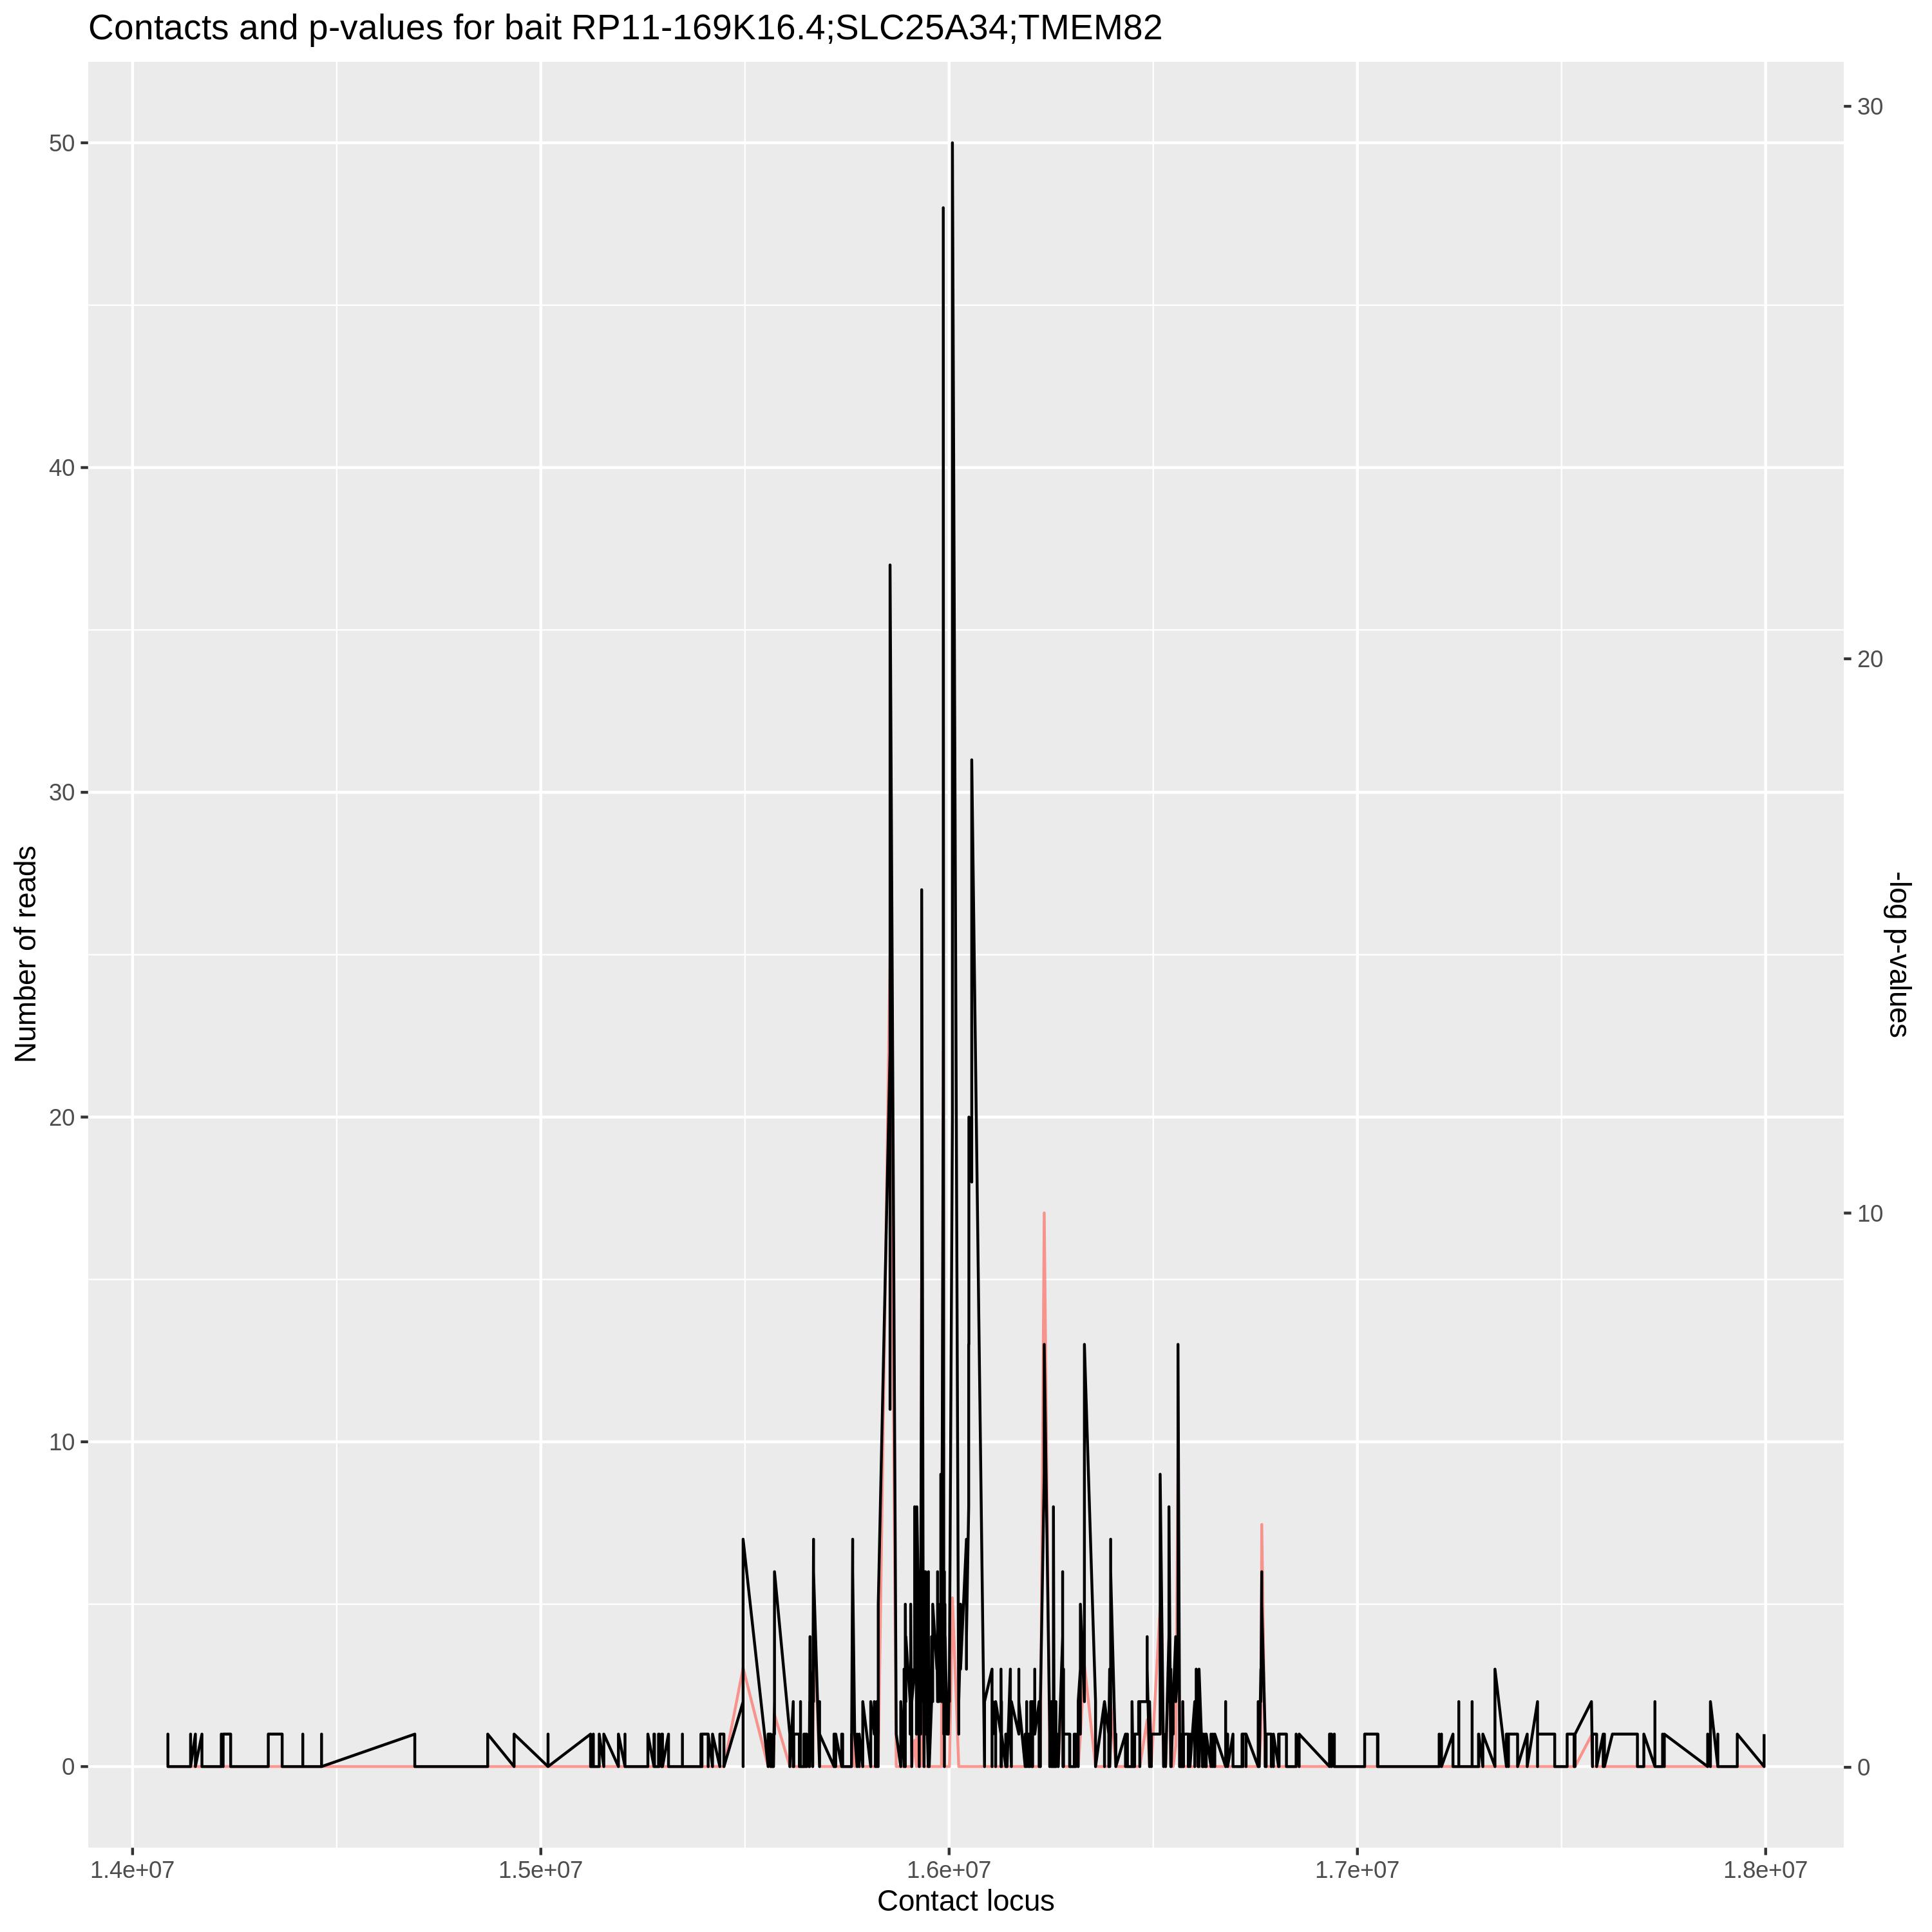 Contacts and p-values for bait RP11-169K16.4;SLC25A34;TMEM82
50
40
30
20
10
0
Number of reads
30
20
10
0
-log p-values
1.4e+07
1.5e+07
1.6e+07
1.7e+07
1.8e+07
Contact locus